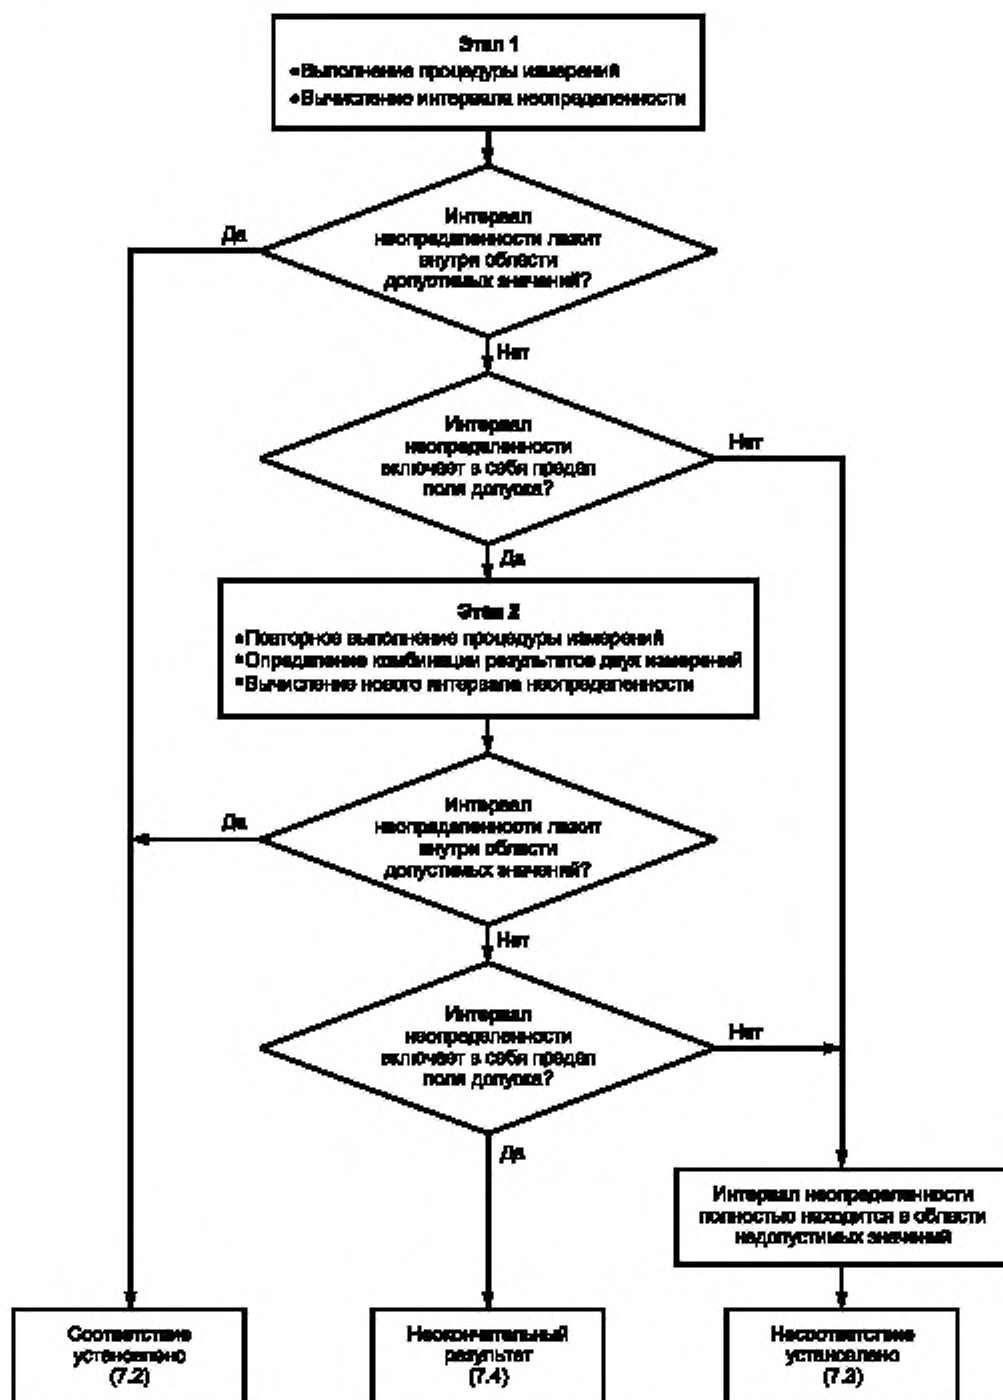 Этап 1
•Выполнение процедуры измерений
•Вычисление интервала неопределенности
Интервал
неопределенности лежит
внутри области
допустимых значений?
Да
Нет
Интервал
неопределенности
включает в себя предел
поля допуска?
Нет
Да
Этап 2
•Повторное выполнение процедуры измерений
•Определение комбинации результатов двух измерений
•Вычисление нового интервала неопределенности
Интервал
неопределенности лежит
внутри области
допустимых значений?
Да
Нет
Интервал
неопределенности
включает в себя предел
поля допуска?
Нет
Да
Интервал неопределенности
полностью находится в области
недопустимых значений
Соответствие
установлено
(7.2)
Неокончательный
результат
(7.4)
Несоответствие
установлено
(7.3)